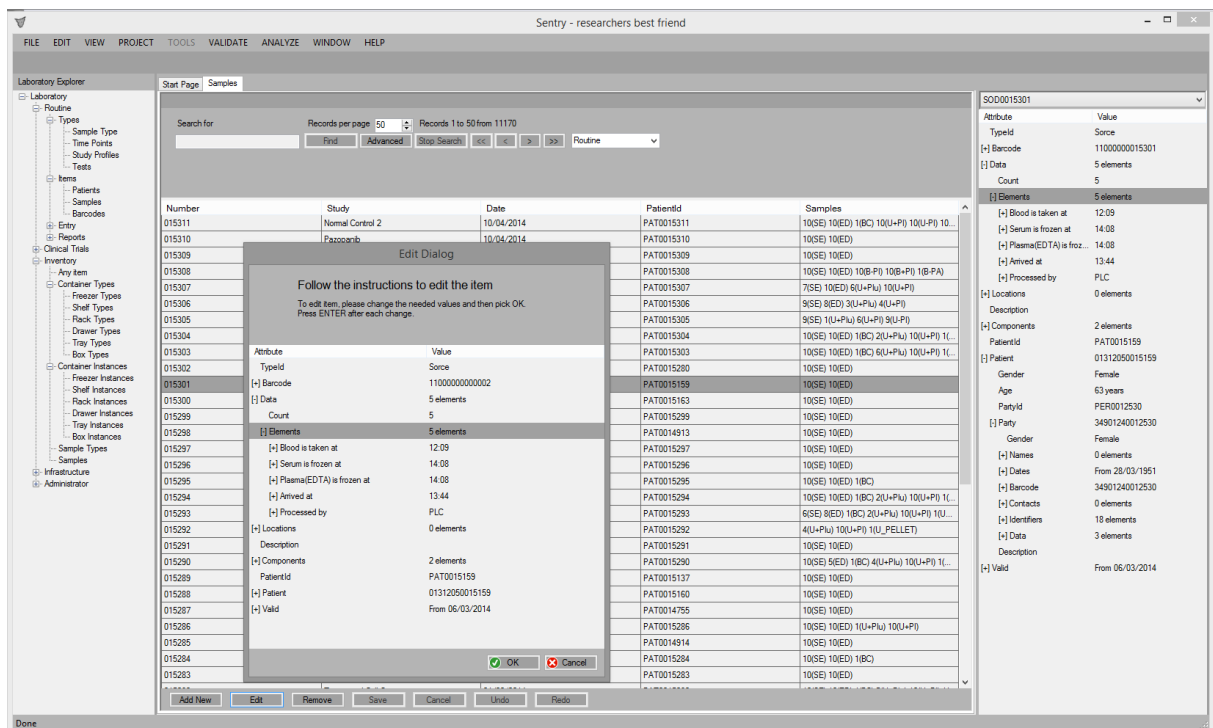 Sentry - researchers best friend
FILE EDIT VIEW PROJECT TOOLS VALIDATE ANALYZE WINDOW HELP
Laboratory Explorer
Laboratory
Routine
Types
Sample Type
Time Points
Study Profiles
Tests
Items
Patients
Samples
Barcodes
Entry
Reports
Clinical Trials
Inventory
Any item
Container Types
Freezer Types
Shelf Types
Rack Types
Drawer Types
Tray Types
Box Types
Container Instances
Freezer Instances
Shelf Instances
Rack Instances
Drawer Instances
Tray Instances
Box Instances
Sample Types
Samples
Infrastructure
Administrator
Start Page Samples
Search for Records per page 50 Records 1 to 50 from 11170
Find Advanced Stop Search << < > >> Routine
Number Study Date PatientId Samples
015311 Normal Control 2 10/04/2014 PAT0015311 10(SE) 10(ED) 1(BC) 10(U+PI) 10(U-PI) 10...
015310 Pazopanib 10/04/2014 PAT0015310 10(SE) 10(ED)
015309 PAT0015309 10(SE) 10(ED)
015308 PAT0015308 10(SE) 10(ED) 10(B-PI) 10(B+PI) 1(B-PA)
015307 PAT0015307 7(SE) 10(ED) 6(U+Plu) 10(U+PI)
015306 PAT0015306 9(SE) 8(ED) 3(U+Plu) 4(U+PI)
015305 PAT0015305 9(SE) 1(U+Plu) 6(U+PI) 9(U-PI)
015304 PAT0015304 10(SE) 10(ED) 1(BC) 2(U+Plu) 10(U+PI) 1(...
015303 PAT0015303 10(SE) 10(ED) 1(BC) 6(U+Plu) 10(U+PI) 1(...
015302 PAT0015280 10(SE) 10(ED)
015301 PAT0015159 10(SE) 10(ED)
015300 PAT0015163 10(SE) 10(ED)
015299 PAT0015299 10(SE) 10(ED)
015298 PAT0014913 10(SE) 10(ED)
015297 PAT0015297 10(SE) 10(ED)
015296 PAT0015296 10(SE) 10(ED)
015295 PAT0015295 10(SE) 10(ED) 1(BC)
015294 PAT0015294 10(SE) 10(ED) 1(BC) 2(U+Plu) 10(U+PI) 1(...
015293 PAT0015293 6(SE) 8(ED) 1(BC) 2(U+Plu) 10(U+PI) 1(U...
015292 PAT0015292 4(U+Plu) 10(U+PI) 1(U_PELLET)
015291 PAT0015291 10(SE) 10(ED)
015290 PAT0015290 10(SE) 5(ED) 1(BC) 4(U+Plu) 10(U+PI) 1(...
015289 PAT0015137 10(SE) 10(ED)
015288 PAT0015160 10(SE) 10(ED)
015287 PAT0014755 10(SE) 10(ED)
015286 PAT0015286 10(SE) 10(ED) 1(U+Plu) 10(U+PI)
015285 PAT0014914 10(SE) 10(ED)
015284 PAT0015284 10(SE) 10(ED) 1(BC)
015283 PAT0015283 10(SE) 10(ED)
Edit Dialog
Follow the instructions to edit the item
To edit item, please change the needed values and then pick OK.
Press ENTER after each change.
Attribute Value
TypeId Sorce
[+] Barcode 11000000000002
[-] Data 5 elements
Count 5
[-] Elements 5 elements
[+] Blood is taken at 12:09
[+] Serum is frozen at 14:08
[+] Plasma(EDTA) is frozen at 14:08
[+] Arrived at 13:44
[+] Processed by PLC
[+] Locations 0 elements
Description
[+] Components 2 elements
PatientId PAT0015159
[+] Patient 01312050015159
[+] Valid From 06/03/2014
OK Cancel
Add New Edit Remove Save Cancel Undo Redo
SOD0015301
Attribute Value
TypeId Sorce
[+] Barcode 11000000015301
[-] Data 5 elements
Count 5
[-] Elements 5 elements
[+] Blood is taken at 12:09
[+] Serum is frozen at 14:08
[+] Plasma(EDTA) is froz... 14:08
[+] Arrived at 13:44
[+] Processed by PLC
[+] Locations 0 elements
Description
[+] Components 2 elements
PatientId PAT0015159
[-] Patient 01312050015159
Gender Female
Age 63 years
PartyId PER0012530
[-] Party 34901240012530
Gender Female
[+] Names 0 elements
[+] Dates From 28/03/1951
[+] Barcode 34901240012530
[+] Contacts 0 elements
[+] Identifiers 18 elements
[+] Data 3 elements
Description
[+] Valid From 06/03/2014
Done